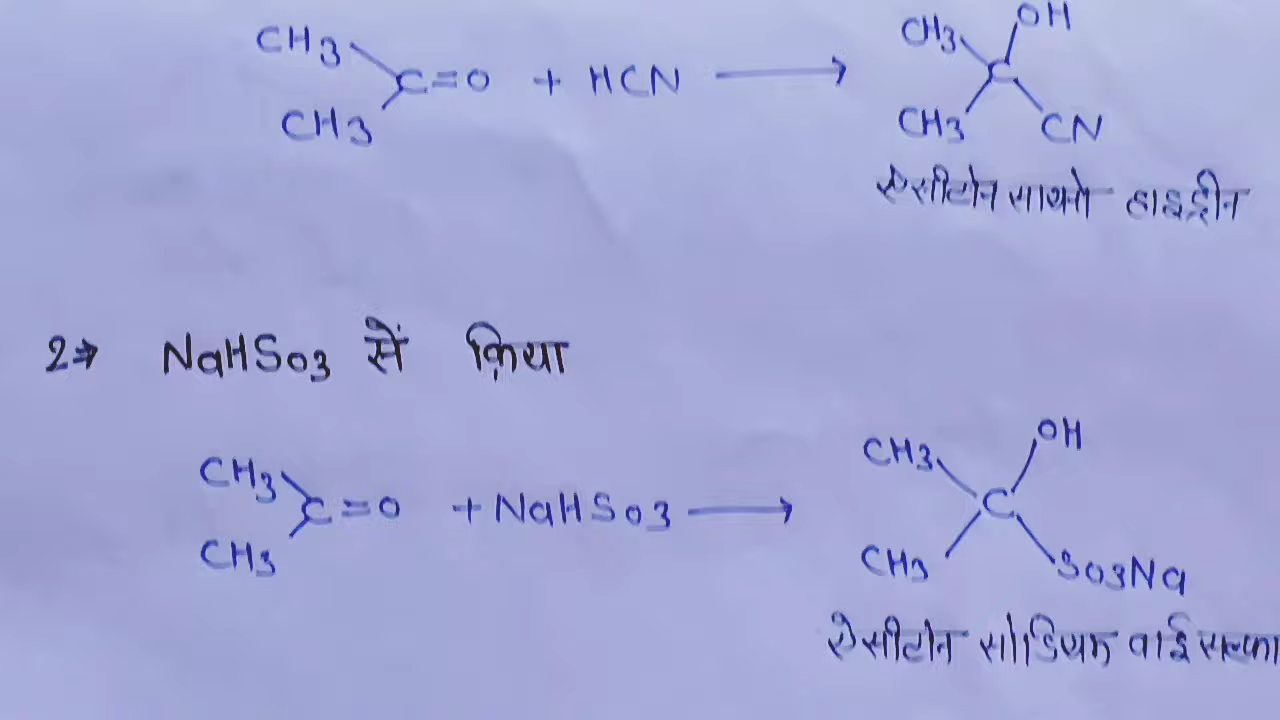 CH3 CH3 C=O + HCN → CH3 CH3 C OH CN
ऐसीटोन सायनो हाइड्रीन
2→ NaHSO3 सें क्रिया
CH3 CH3 C=O + NaHSO3 → CH3 CH3 C OH SO3Na
ऐसीटोन सोडियम वाई सल्फा